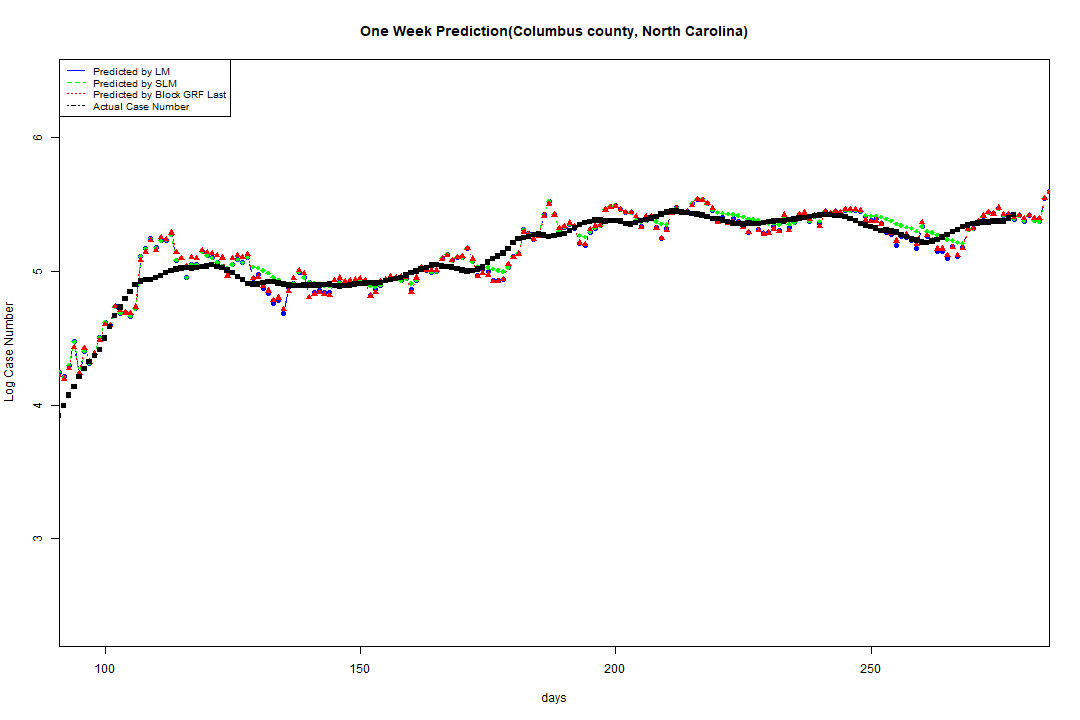 One Week Prediction(Columbus county, North Carolina)
Predicted by LM
Predicted by SLM
Predicted by Block GRF Last
Actual Case Number
6
5
4
3
Log Case Number
100 150 200 250
days